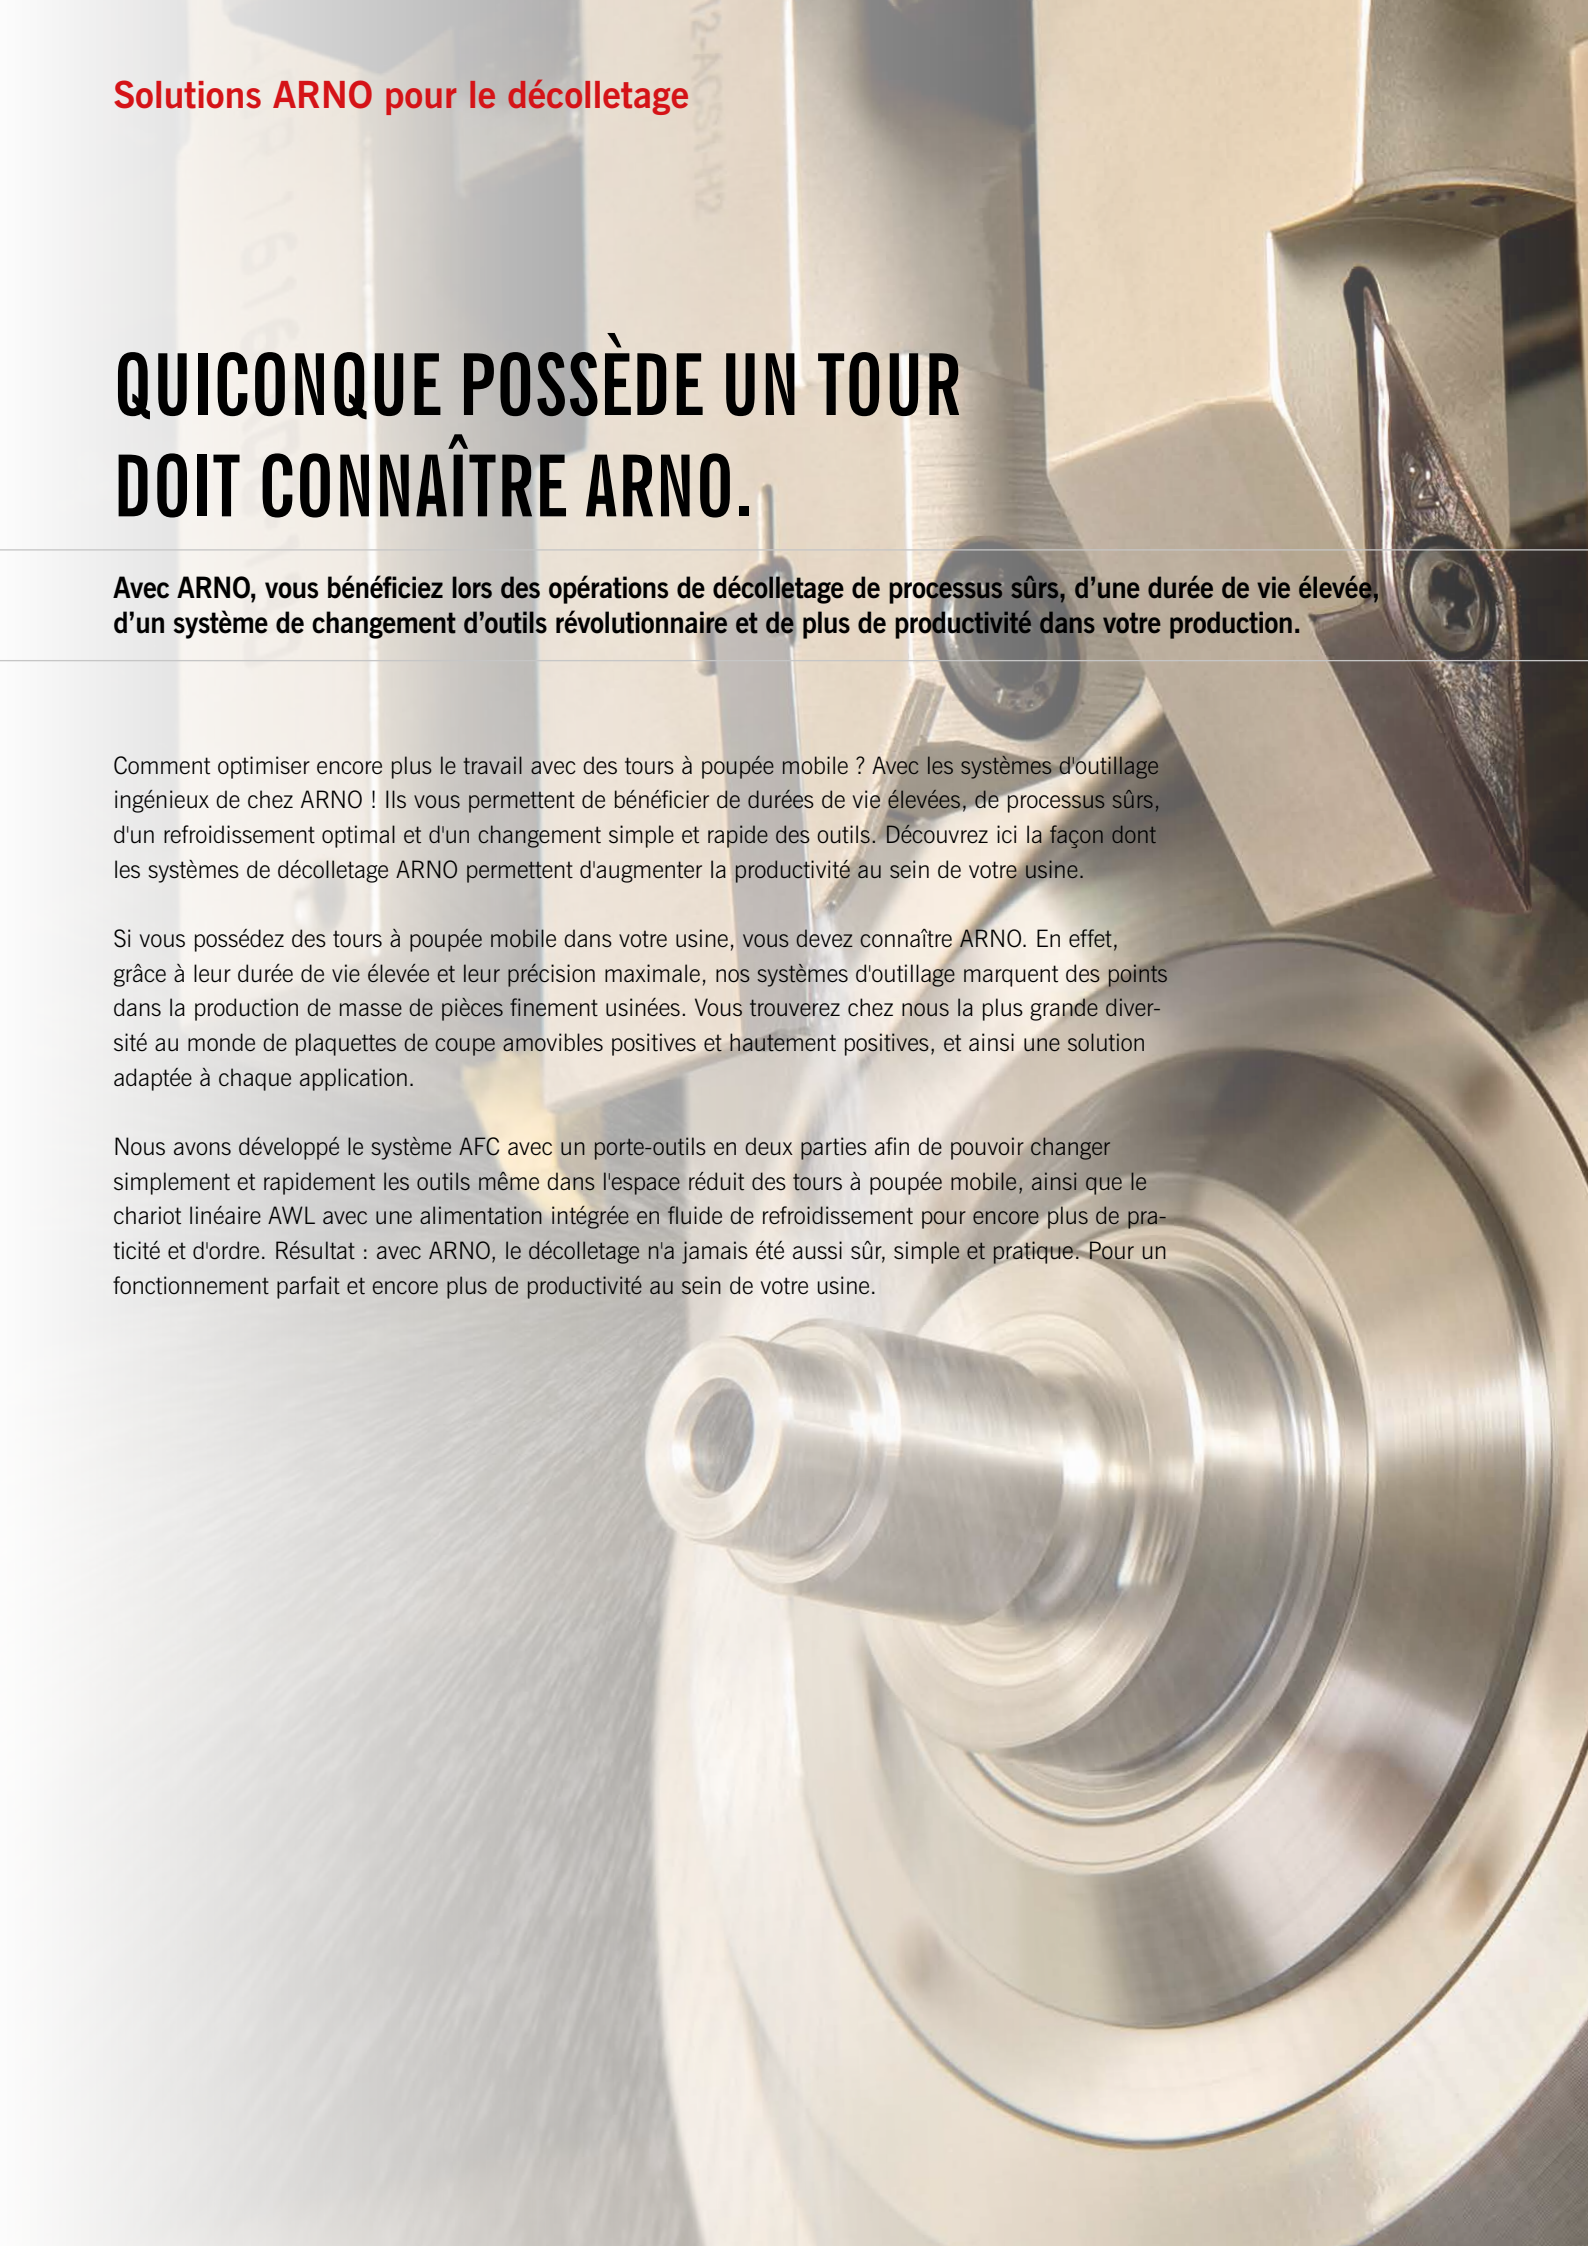 Solutions ARNO pour le décolletage
QUICONQUE POSSÈDE UN TOUR
DOIT CONNAÎTRE ARNO.
Avec ARNO, vous bénéficiez lors des opérations de décolletage de processus sûrs, d’une durée de vie élevée,
d’un système de changement d’outils révolutionnaire et de plus de productivité dans votre production.
Comment optimiser encore plus le travail avec des tours à poupée mobile ? Avec les systèmes d'outillage
ingénieux de chez ARNO ! Ils vous permettent de bénéficier de durées de vie élevées, de processus sûrs,
d'un refroidissement optimal et d'un changement simple et rapide des outils. Découvrez ici la façon dont
les systèmes de décolletage ARNO permettent d'augmenter la productivité au sein de votre usine.
Si vous possédez des tours à poupée mobile dans votre usine, vous devez connaître ARNO. En effet,
grâce à leur durée de vie élevée et leur précision maximale, nos systèmes d'outillage marquent des points
dans la production de masse de pièces finement usinées. Vous trouverez chez nous la plus grande diver-
sité au monde de plaquettes de coupe amovibles positives et hautement positives, et ainsi une solution
adaptée à chaque application.
Nous avons développé le système AFC avec un porte-outils en deux parties afin de pouvoir changer
simplement et rapidement les outils même dans l'espace réduit des tours à poupée mobile, ainsi que le
chariot linéaire AWL avec une alimentation intégrée en fluide de refroidissement pour encore plus de pra-
ticité et d'ordre. Résultat : avec ARNO, le décolletage n'a jamais été aussi sûr, simple et pratique. Pour un
fonctionnement parfait et encore plus de productivité au sein de votre usine.